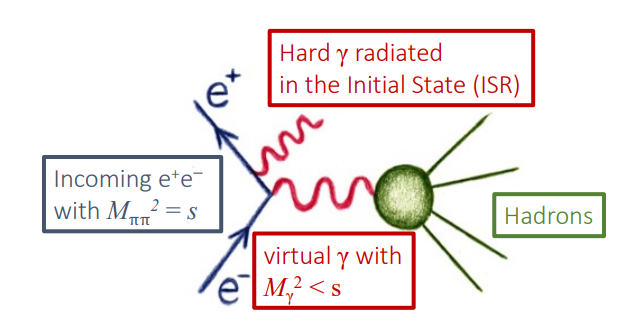 Hard γ radiated
in the Initial State (ISR)
e⁺
Incoming e⁺e⁻
with Mππ² = s
Hadrons
virtual γ with
Mγ² < s
e⁻